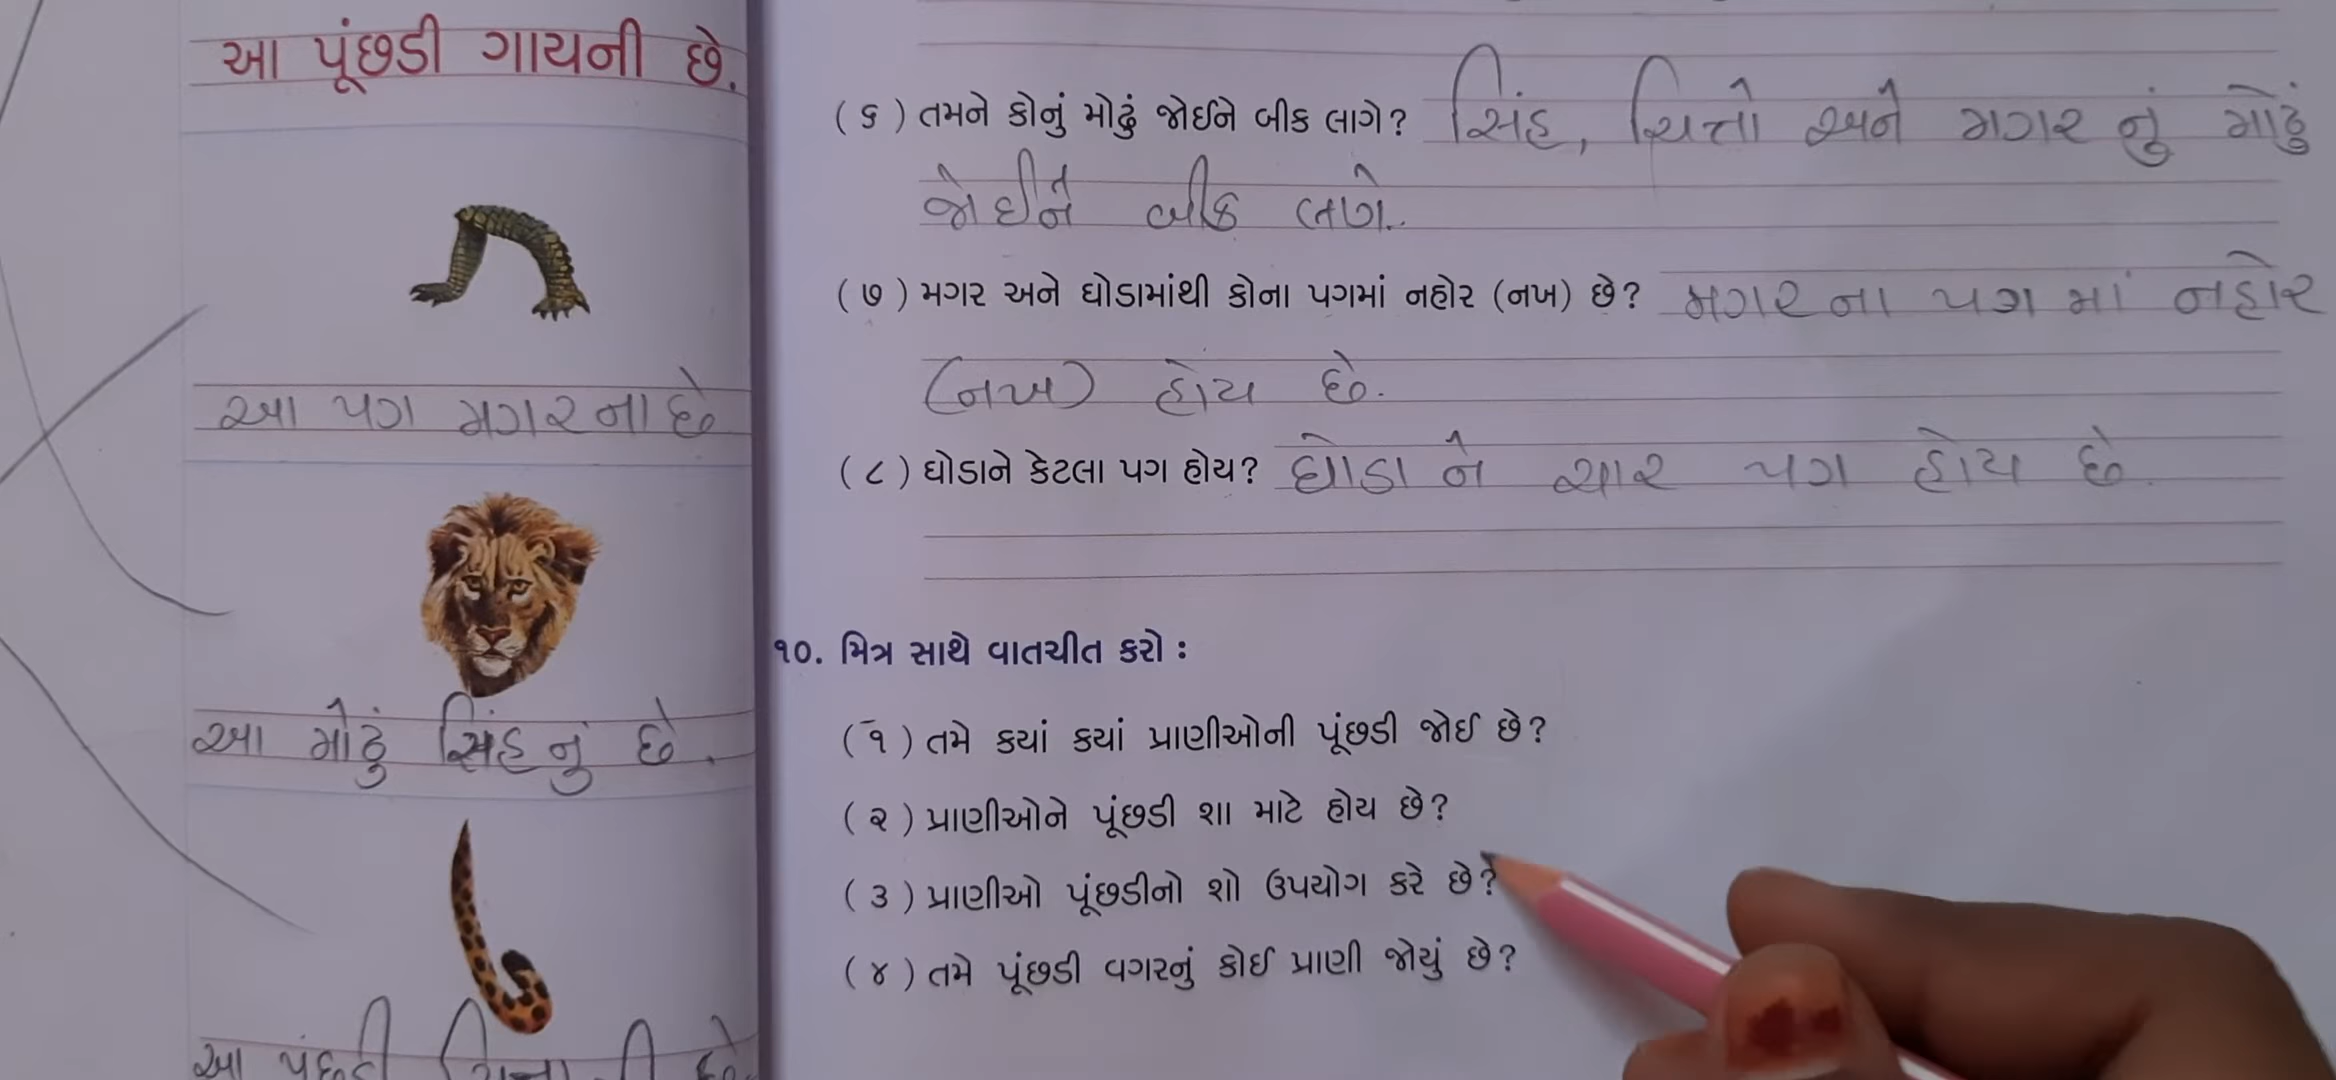 આ પૂંછડી ગાયની છે.
આ પગ મગરના છે
આ મોઢું સિંહનું છે.
આ પંછડી ચિત્તાની છે.
(૬) તમને કોનું મોઢું જોઈને બીક લાગે? સિંહ, ચિત્તો અને મગર નું મોઢું
જોઈને બીક લાગે.
(૭) મગર અને ઘોડામાંથી કોના પગમાં નહોર (નખ) છે? મગરના પગ માં નહોર
(નખ) હોય છે.
(૮) ઘોડાને કેટલા પગ હોય? ઘોડાને ચાર પગ હોય છે.
૧૦. મિત્ર સાથે વાતચીત કરો :
(૧) તમે કયાં કયાં પ્રાણીઓની પૂંછડી જોઈ છે?
(૨) પ્રાણીઓને પૂંછડી શા માટે હોય છે?
(૩) પ્રાણીઓ પૂંછડીનો શો ઉપયોગ કરે છે?
(૪) તમે પૂંછડી વગરનું કોઈ પ્રાણી જોયું છે?